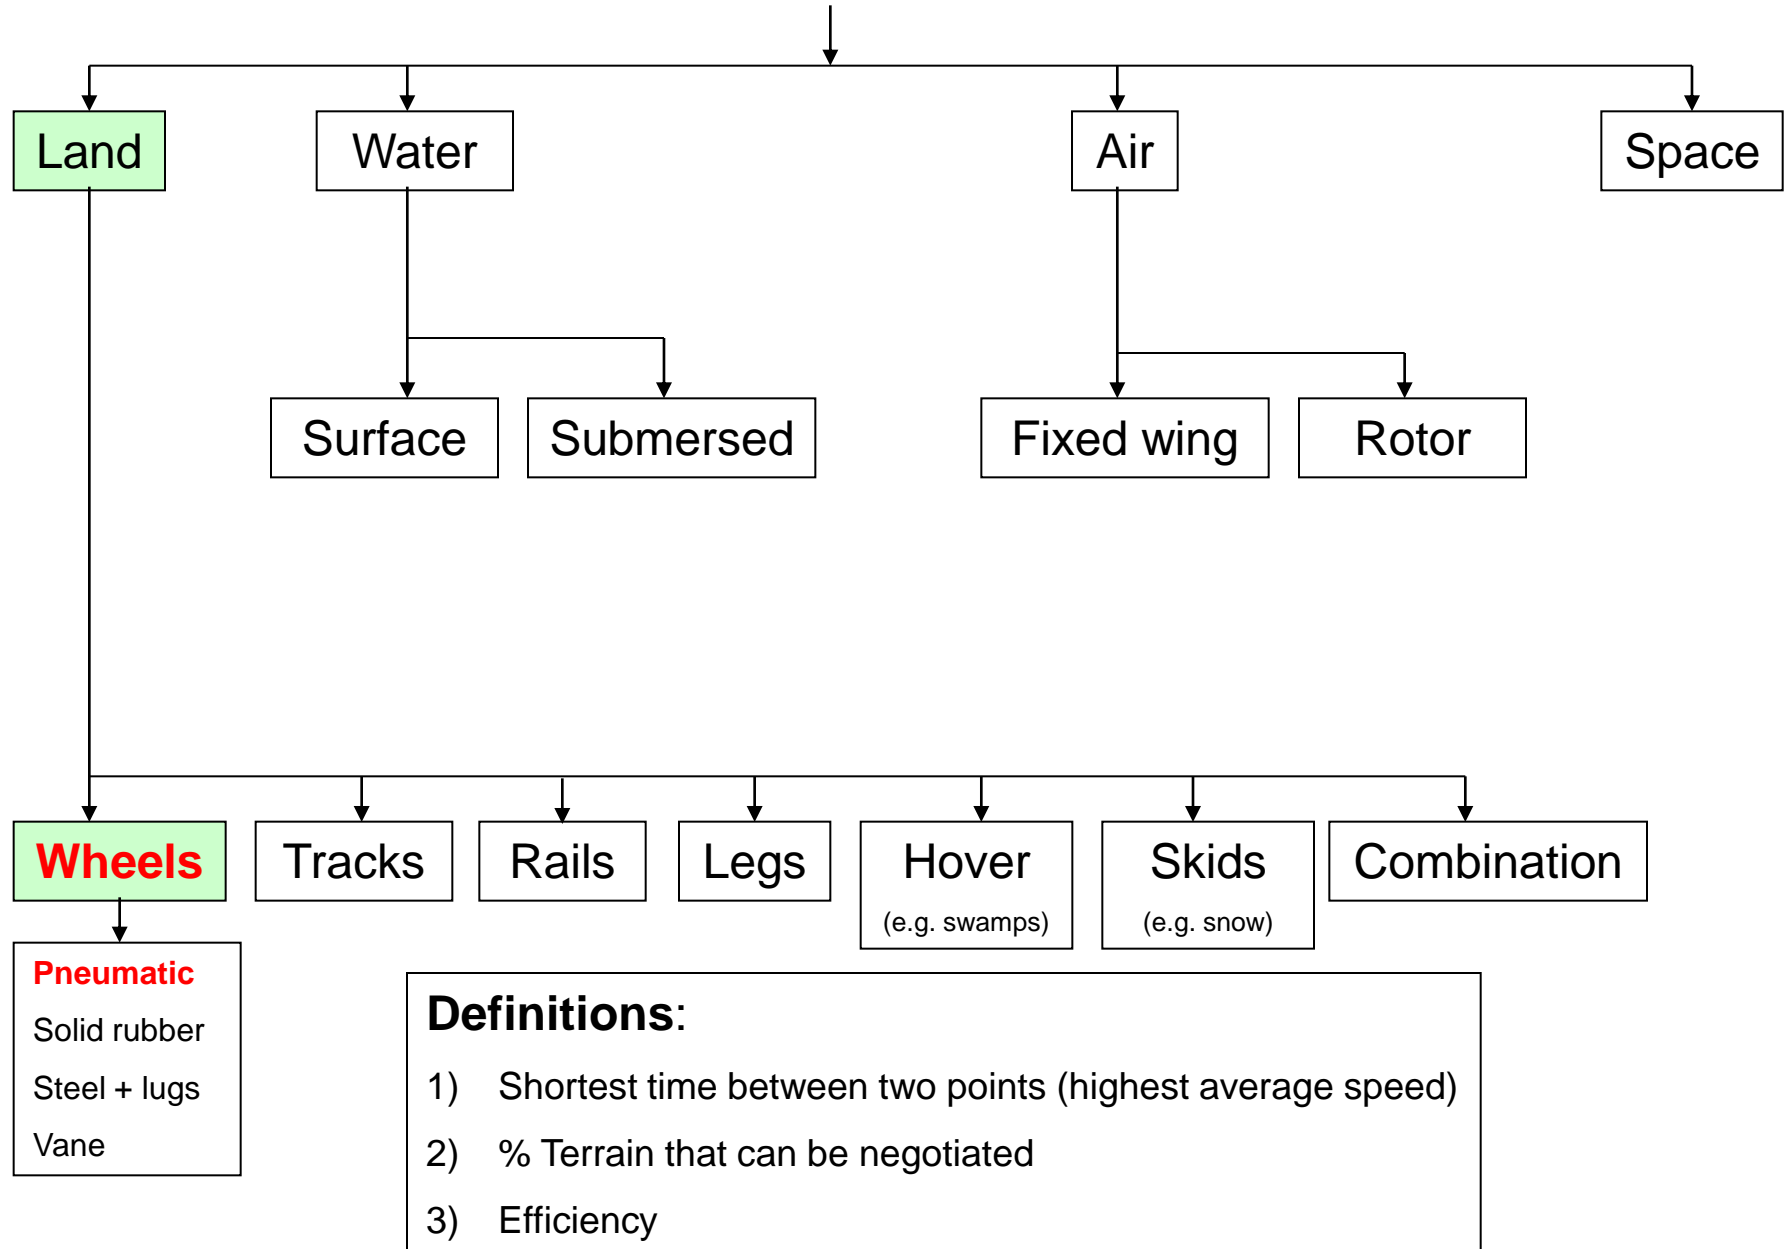 Land
Water
Air
Space
Surface
Submersed
Fixed wing
Rotor
Wheels
Tracks
Rails
Legs
Hover
(e.g. swamps)
Skids
(e.g. snow)
Combination
Pneumatic
Solid rubber
Steel + lugs
Vane
Definitions:
1) Shortest time between two points (highest average speed)
2) % Terrain that can be negotiated
3) Efficiency